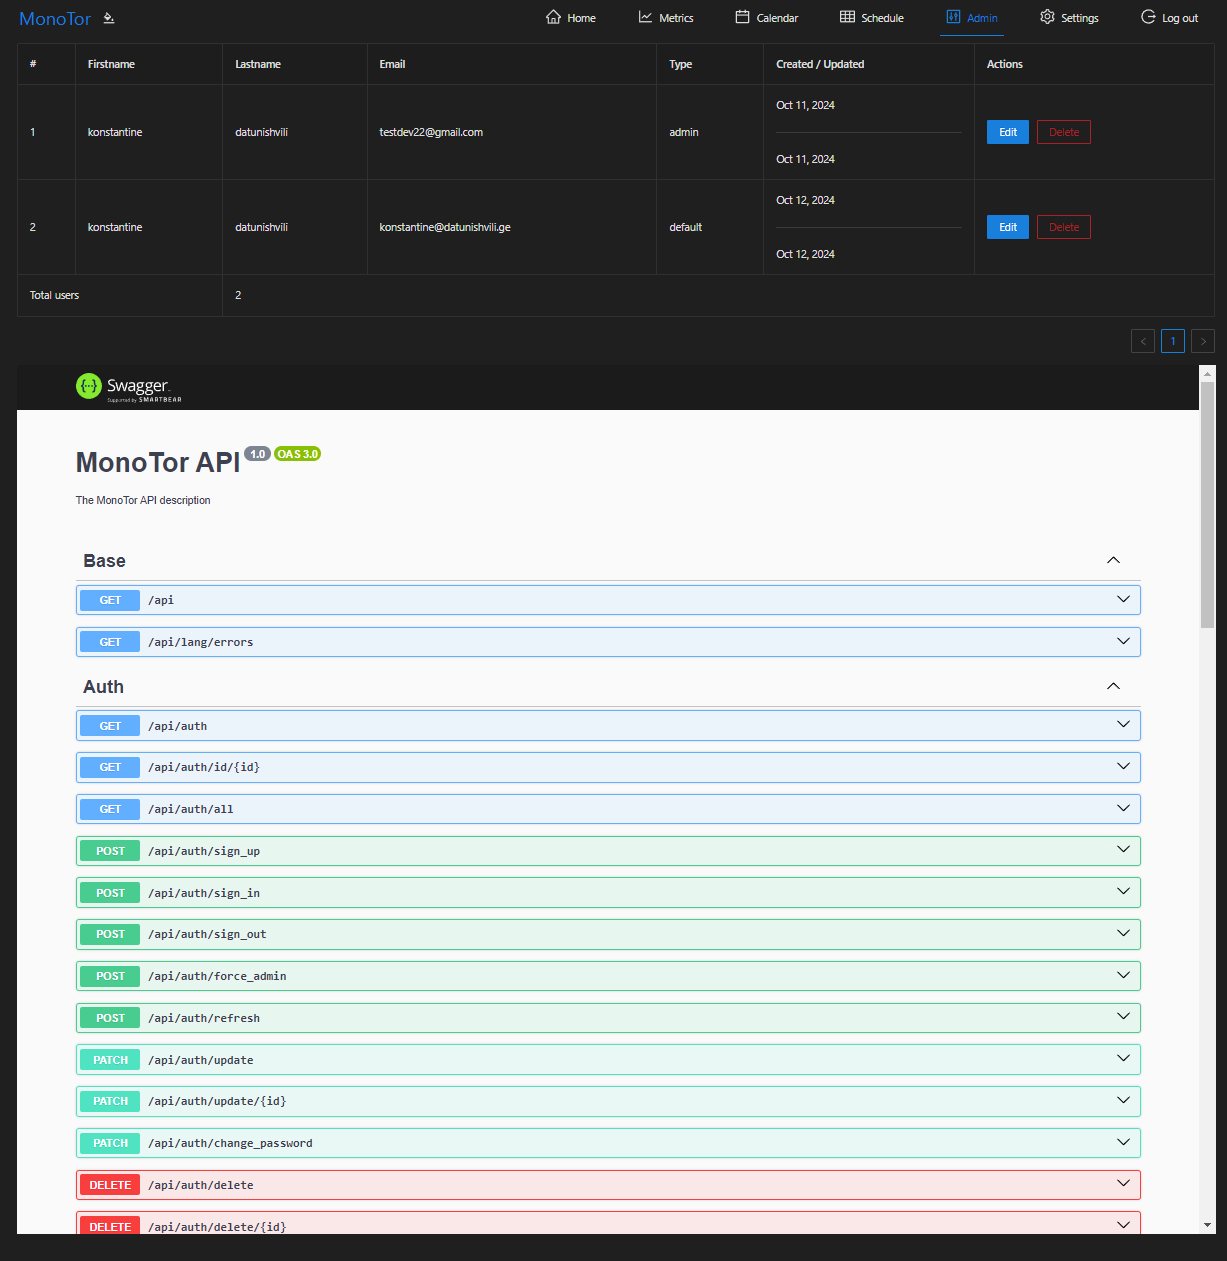 MonoTor Home Metrics Calendar Schedule Admin Settings Log out
# Firstname Lastname Email Type Created / Updated Actions
Oct 11, 2024
1 konstantine datunishvili testdev22@gmail.com admin Edit Delete
Oct 11, 2024
Oct 12, 2024
2 konstantine datunishvili konstantine@datunishvili.ge default Edit Delete
Oct 12, 2024
Total users 2
< 1 >
Swagger
Supported by SMARTBEAR
MonoTor API 1.0 OAS 3.0
The MonoTor API description
Base
GET /api
GET /api/lang/errors
Auth
GET /api/auth
GET /api/auth/id/{id}
GET /api/auth/all
POST /api/auth/sign_up
POST /api/auth/sign_in
POST /api/auth/sign_out
POST /api/auth/force_admin
POST /api/auth/refresh
PATCH /api/auth/update
PATCH /api/auth/update/{id}
PATCH /api/auth/change_password
DELETE /api/auth/delete
DELETE /api/auth/delete/{id}